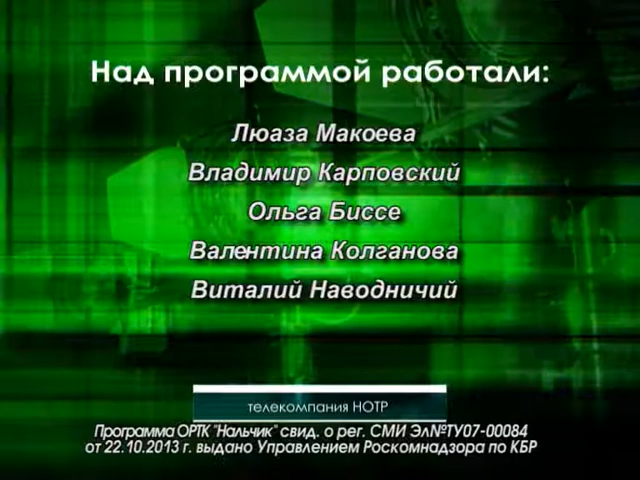 Над программой работали:
Люаза Макоева
Владимир Карповский
Ольга Биссе
Валентина Колганова
Виталий Наводничий
телекомпания НОТР
Программа ОРТК "Нальчик" свид. о рег. СМИ Эл№ТУ07-00084
от 22.10.2013 г. выдано Управлением Роскомнадзора по КБР